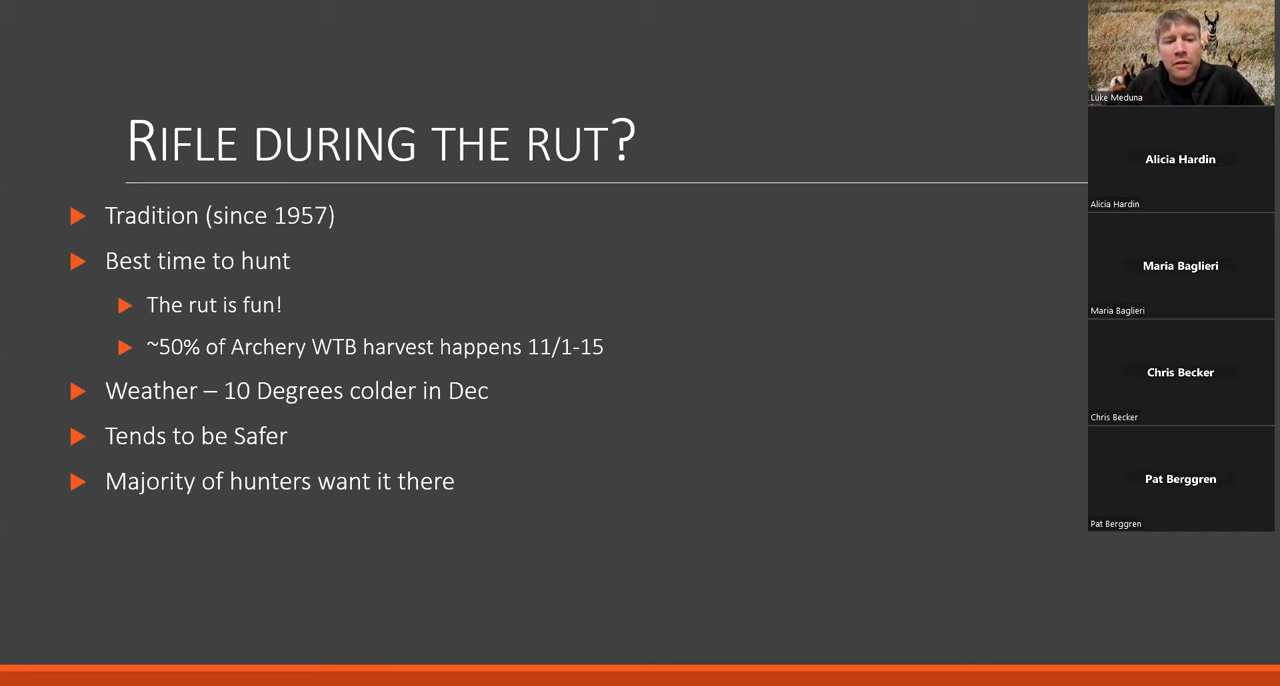 RIFLE DURING THE RUT?
Tradition (since 1957)
Best time to hunt
The rut is fun!
~50% of Archery WTB harvest happens 11/1-15
Weather – 10 Degrees colder in Dec
Tends to be Safer
Majority of hunters want it there
Luke Meduna
Alicia Hardin
Alicia Hardin
Maria Baglieri
Maria Baglieri
Chris Becker
Chris Becker
Pat Berggren
Pat Berggren